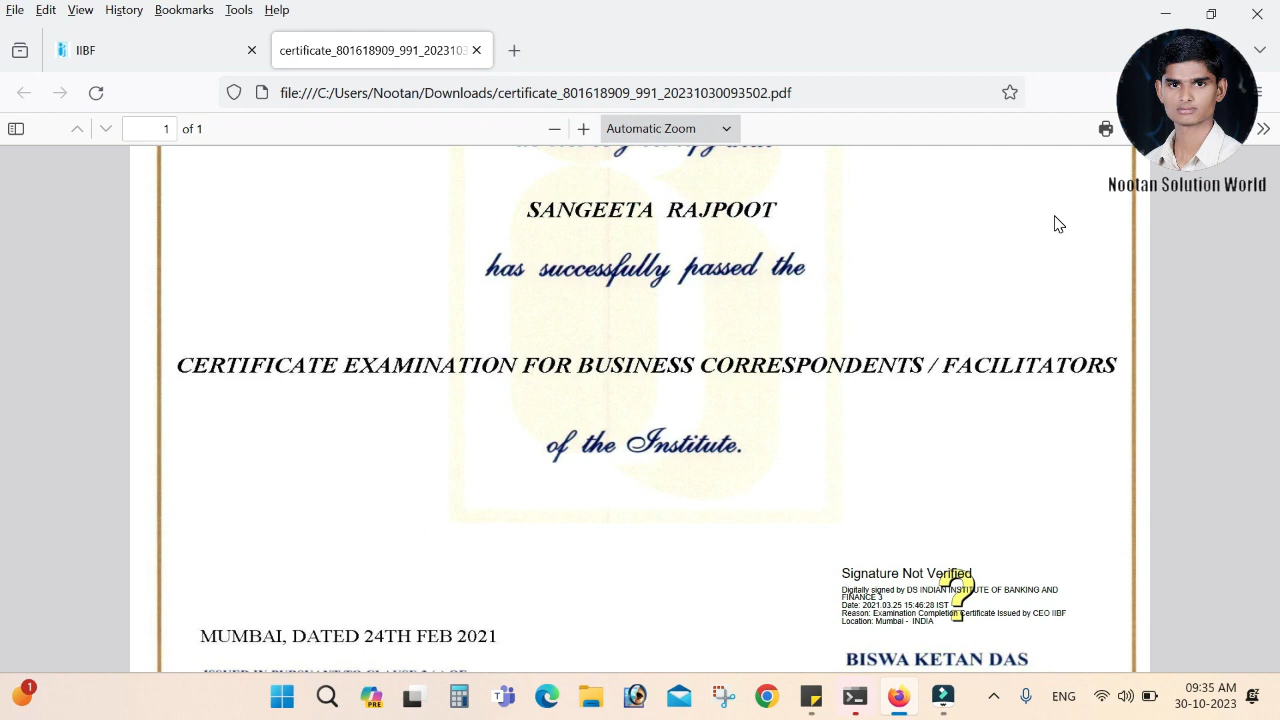 File Edit View History Bookmarks Tools Help
IIBF
certificate_801618909_991_2023103
file:///C:/Users/Nootan/Downloads/certificate_801618909_991_20231030093502.pdf
1 of 1
Automatic Zoom
Nootan Solution World
SANGEETA RAJPOOT
has successfully passed the
CERTIFICATE EXAMINATION FOR BUSINESS CORRESPONDENTS / FACILITATORS
of the Institute.
Signature Not Verified
Digitally signed by DS INDIAN INSTITUTE OF BANKING AND
FINANCE 3
Date: 2021.03.25 15:46:28 IST
Reason: Examination Completion Certificate Issued by CEO IIBF
Location: Mumbai - INDIA
MUMBAI, DATED 24TH FEB 2021
BISWA KETAN DAS
1
PRE
ENG
09:35 AM
30-10-2023